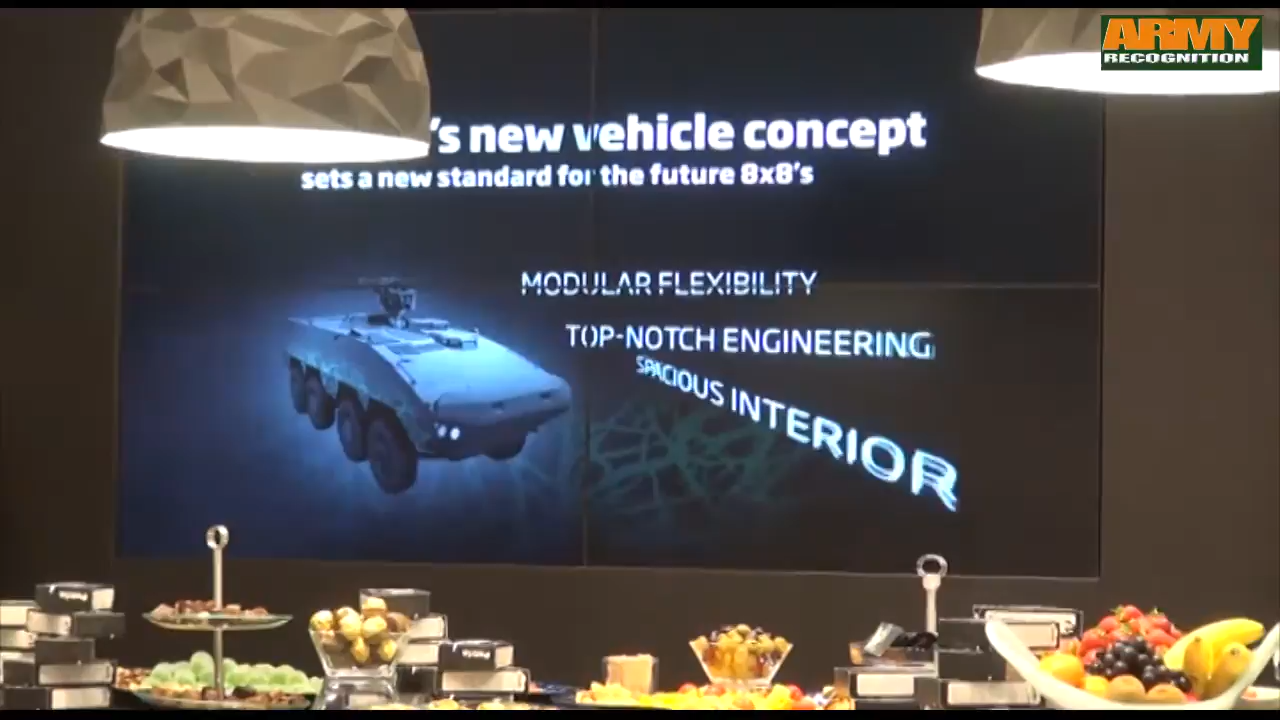 ARMY
RECOGNITION
's new vehicle concept
sets a new standard for the future 8x8's
MODULAR FLEXIBILITY
TOP-NOTCH ENGINEERING
SPACIOUS INTERIOR